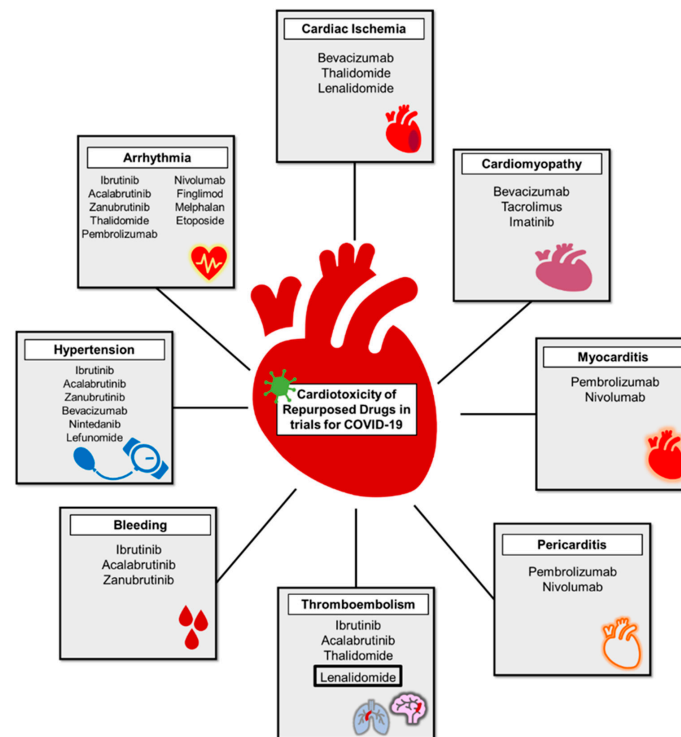 Cardiac Ischemia
Bevacizumab
Thalidomide
Lenalidomide
Arrhythmia
Ibrutinib
Acalabrutinib
Zanubrutinib
Thalidomide
Pembrolizumab
Nivolumab
Finglimod
Melphalan
Etoposide
Cardiomyopathy
Bevacizumab
Tacrolimus
Imatinib
Hypertension
Ibrutinib
Acalabrutinib
Zanubrutinib
Bevacizumab
Nintedanib
Lefunomide
Cardiotoxicity of
Repurposed Drugs in
trials for COVID-19
Myocarditis
Pembrolizumab
Nivolumab
Bleeding
Ibrutinib
Acalabrutinib
Zanubrutinib
Thromboembolism
Ibrutinib
Acalabrutinib
Thalidomide
Lenalidomide
Pericarditis
Pembrolizumab
Nivolumab